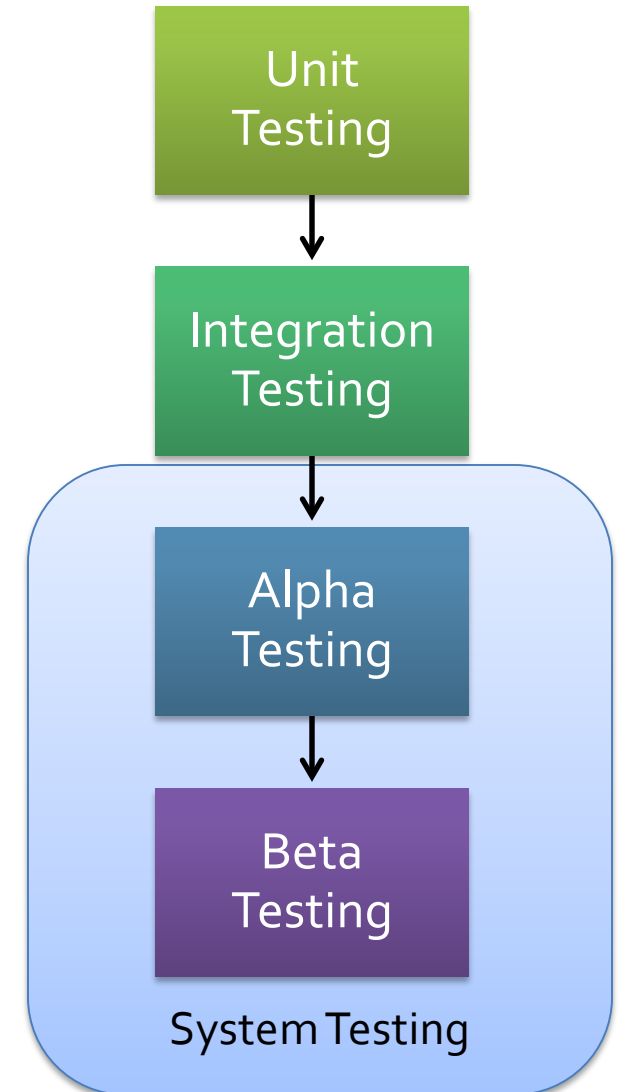 Unit
Testing
Integration
Testing
Alpha
Testing
Beta
Testing
System Testing